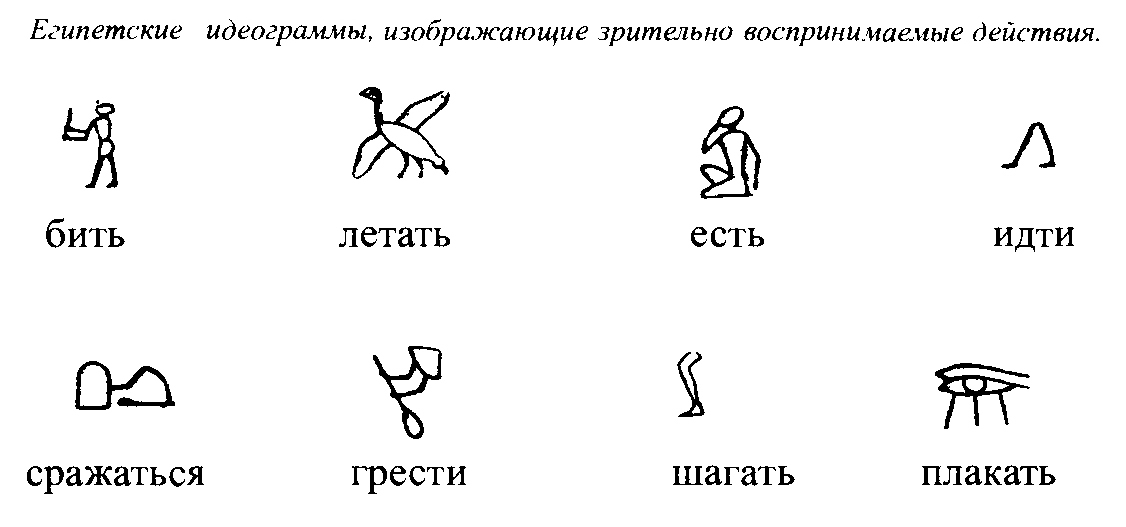 Египетские идеограммы, изображающие зрительно воспринимаемые действия.
бить летать есть идти
сражаться грести шагать плакать